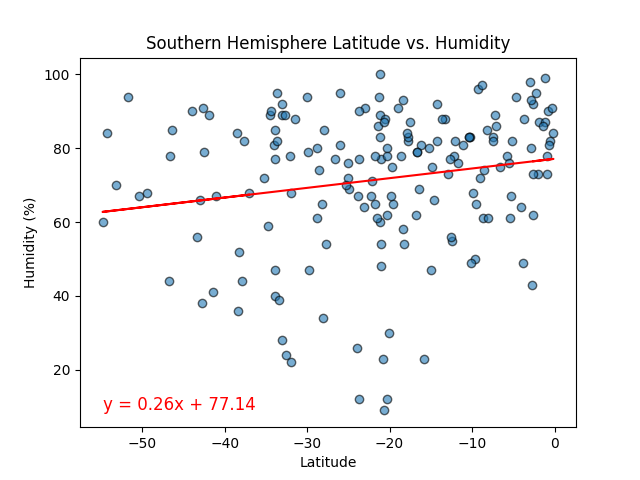 Southern Hemisphere Latitude vs. Humidity
100
80
60
40
20
Humidity (%)
y = 0.26x + 77.14
−50
−40
−30
−20
−10
0
Latitude